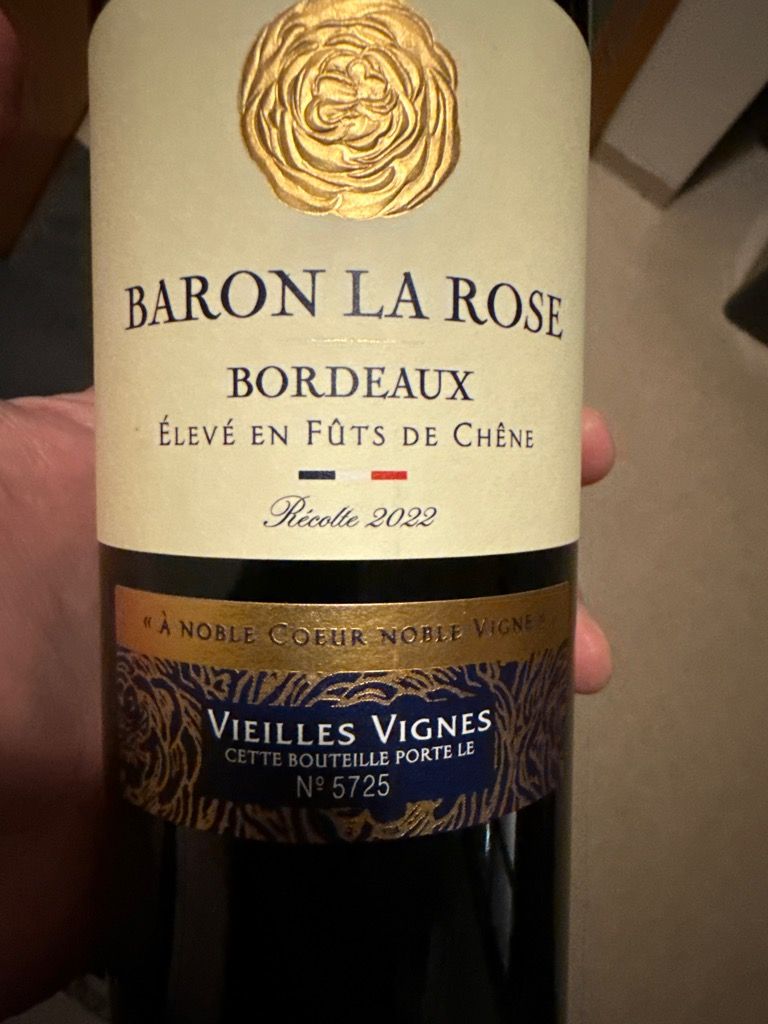 BARON LA ROSE
BORDEAUX
ÉLEVÉ EN FÛTS DE CHÊNE
Récolte 2022
« À NOBLE COEUR NOBLE VIGNE »
VIEILLES VIGNES
CETTE BOUTEILLE PORTE LE
Nº 5725